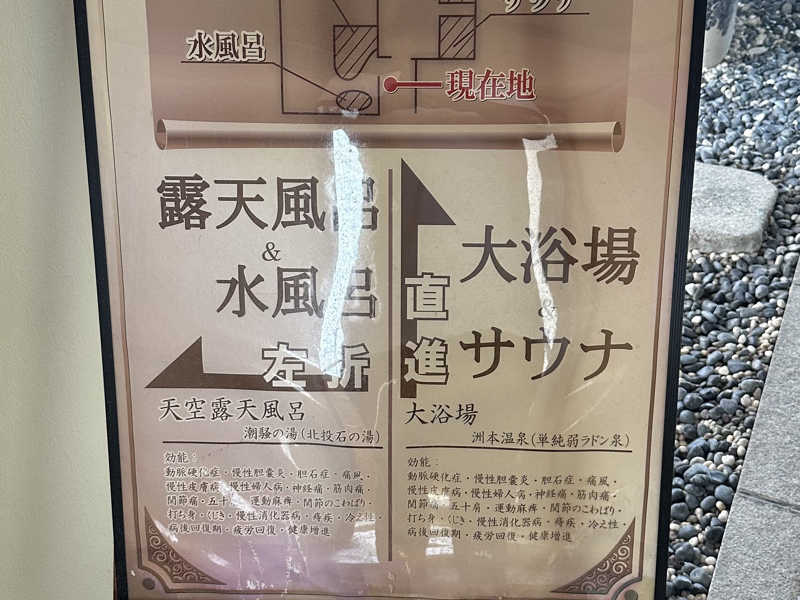 サウナ
水風呂
現在地
露天風呂
&
水風呂
左折
直進
大浴場
&
サウナ
天空露天風呂
潮騒の湯(北投石の湯)
効能:
動脈硬化症・慢性胆嚢炎・胆石症・痛風・
慢性皮膚病・慢性婦人病・神経痛・筋肉痛・
関節痛・五十肩・運動麻痺・関節のこわばり・
打ち身・くじき・慢性消化器病・痔疾・冷え性・
病後回復期・疲労回復・健康増進
大浴場
洲本温泉(単純弱ラドン泉)
効能:
動脈硬化症・慢性胆嚢炎・胆石症・痛風・
慢性皮膚病・慢性婦人病・神経痛・筋肉痛・
関節痛・五十肩・運動麻痺・関節のこわばり・
打ち身・くじき・慢性消化器病・痔疾・冷え性・
病後回復期・疲労回復・健康増進